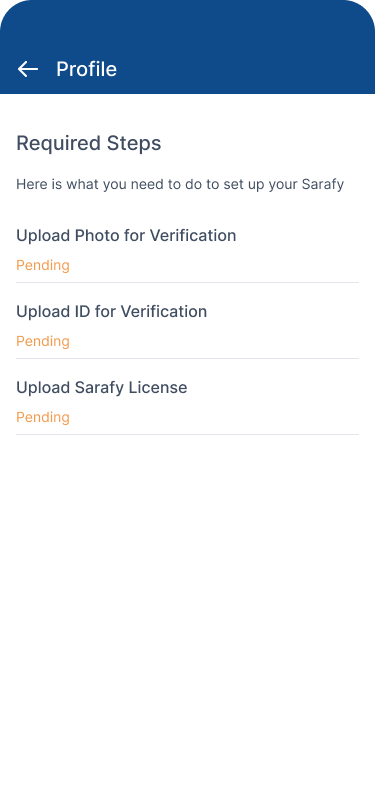 Profile
Required Steps
Here is what you need to do to set up your Sarafy
Upload Photo for Verification
Pending
Upload ID for Verification
Pending
Upload Sarafy License
Pending